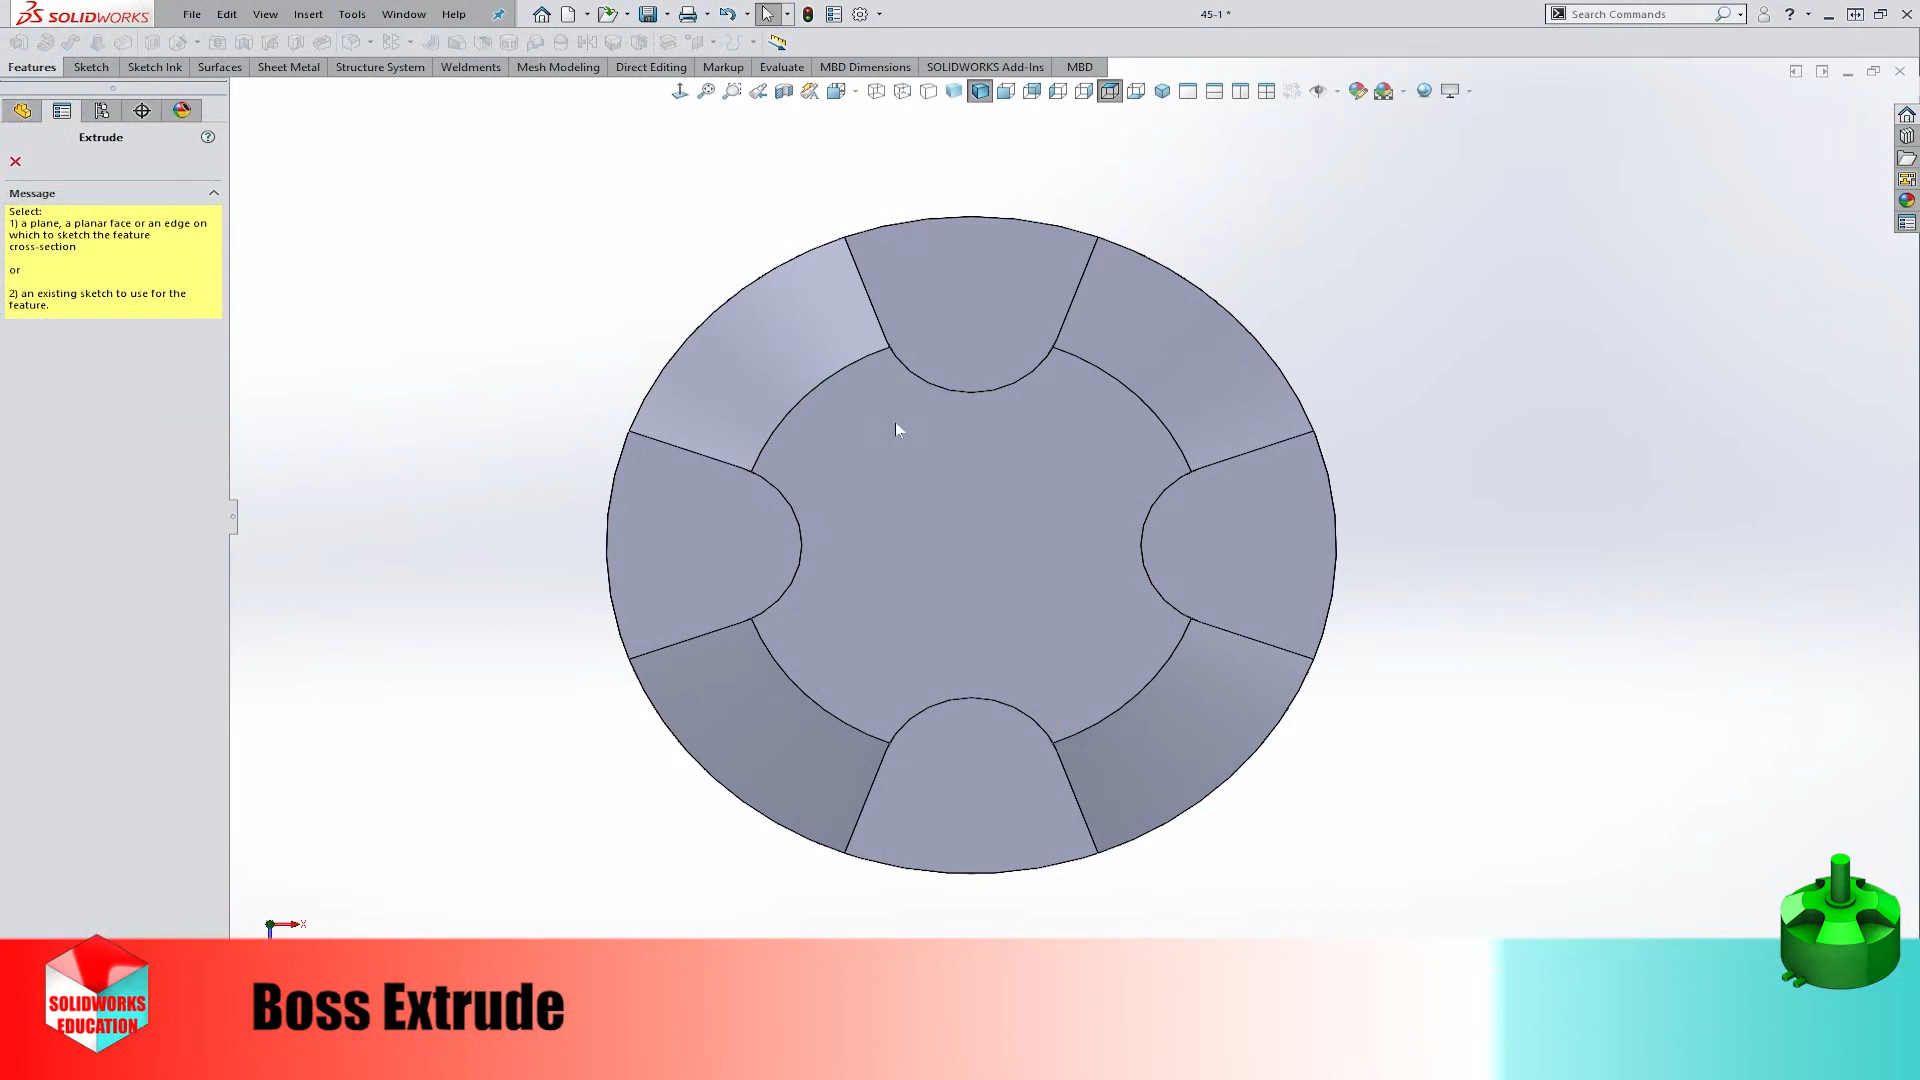 SOLIDWORKS
File Edit View Insert Tools Window Help
45-1 *
Search Commands
Features Sketch Sketch Ink Surfaces Sheet Metal Structure System Weldments Mesh Modeling Direct Editing Markup Evaluate MBD Dimensions SOLIDWORKS Add-Ins MBD
Extrude
Message
Select:
1) a plane, a planar face or an edge on
which to sketch the feature
cross-section
or
2) an existing sketch to use for the
feature.
X
SOLIDWORKS
EDUCATION
Boss Extrude